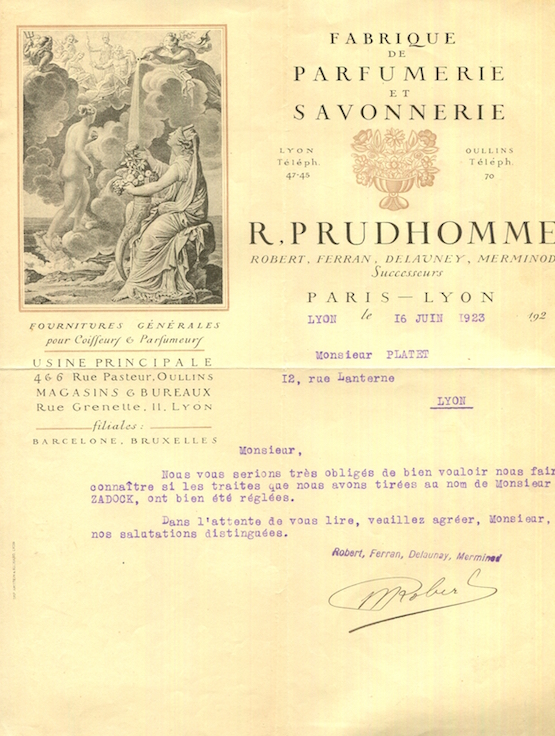 FABRIQUE
DE
PARFUMERIE
ET
SAVONNERIE
LYON
Téléph.
47-45
OULLINS
Téléph.
70
R. PRUDHOMME
ROBERT, FERRAN, DELAUNEY, MERMINOD
Successeurs
PARIS — LYON
LYON le 16 JUIN 1923 192
FOURNITURES GÉNÉRALES
pour Coiffeurs & Parfumeurs
USINE PRINCIPALE
466 Rue Pasteur, OULLINS
MAGASINS & BUREAUX
Rue Grenette, 11, LYON
filiales :
BARCELONE, BRUXELLES
Monsieur PLATET
12, rue Lanterne
LYON
Monsieur,
Nous vous serions très obligés de bien vouloir nous fair
connaître si les traites que nous avons tirées au nom de Monsieur
ZADOCK, ont bien été réglées.
Dans l'attente de vous lire, veuillez agréer, Monsieur,
nos salutations distinguées.
Robert, Ferran, Delaunay, Merminod